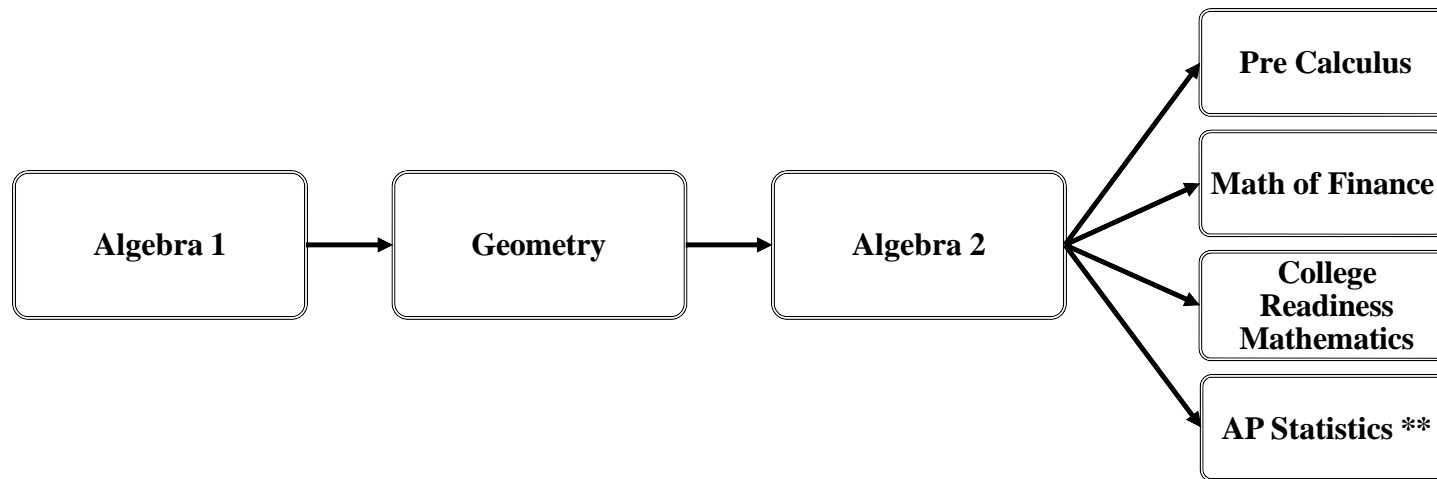 Algebra 1
Geometry
Algebra 2
Pre Calculus
Math of Finance
College
Readiness
Mathematics
AP Statistics **